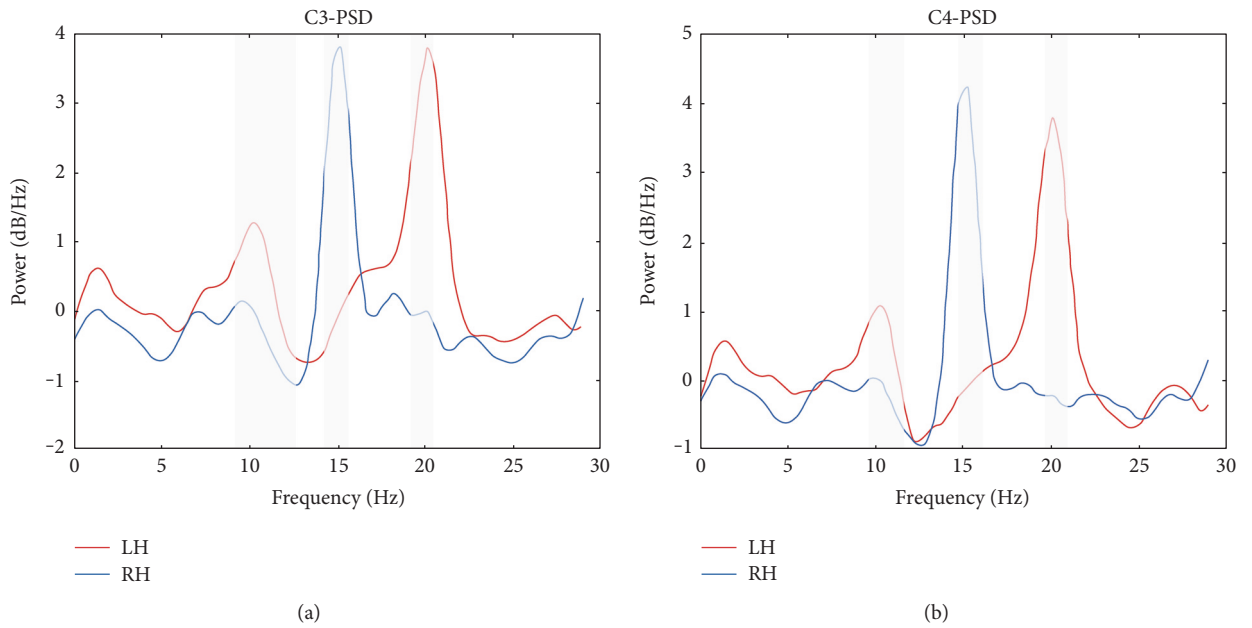 C3-PSD
4
3
2
1
0
−1
−2
Power (dB/Hz)
0 5 10 15 20 25 30
Frequency (Hz)
LH
RH
(a)
C4-PSD
5
4
3
2
1
0
−1
Power (dB/Hz)
0 5 10 15 20 25 30
Frequency (Hz)
LH
RH
(b)